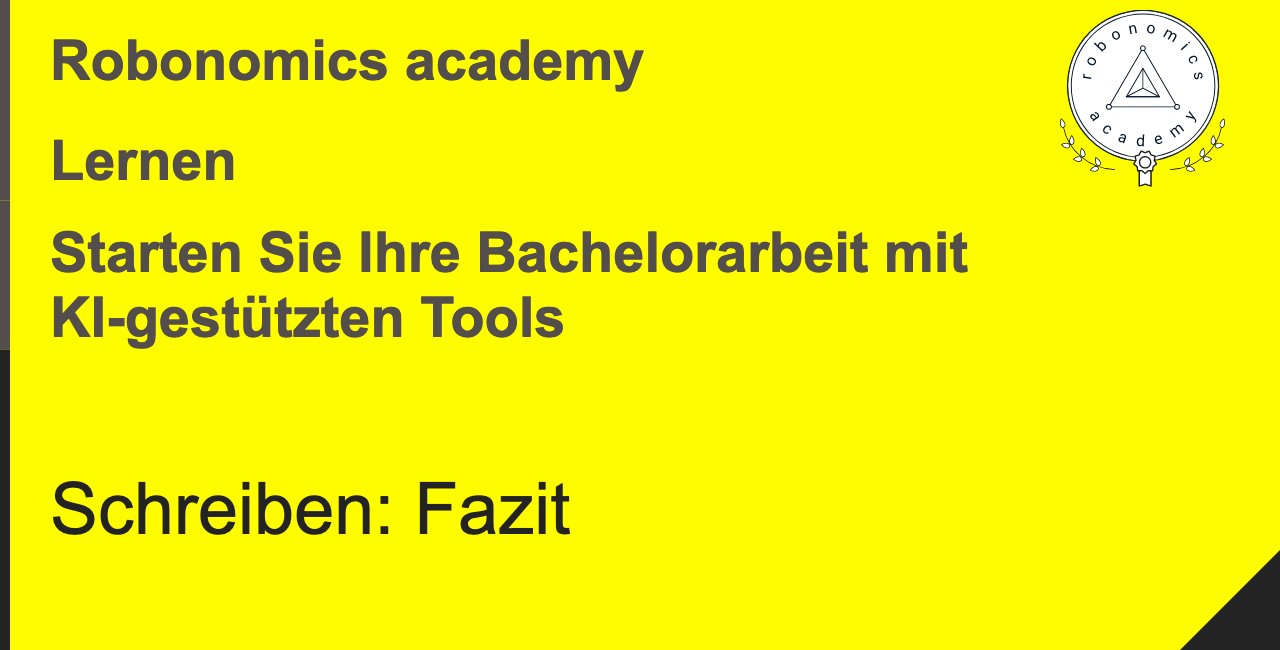 Robonomics academy
robonomics
academy
Lernen
Starten Sie Ihre Bachelorarbeit mit
KI-gestützten Tools
Schreiben: Fazit